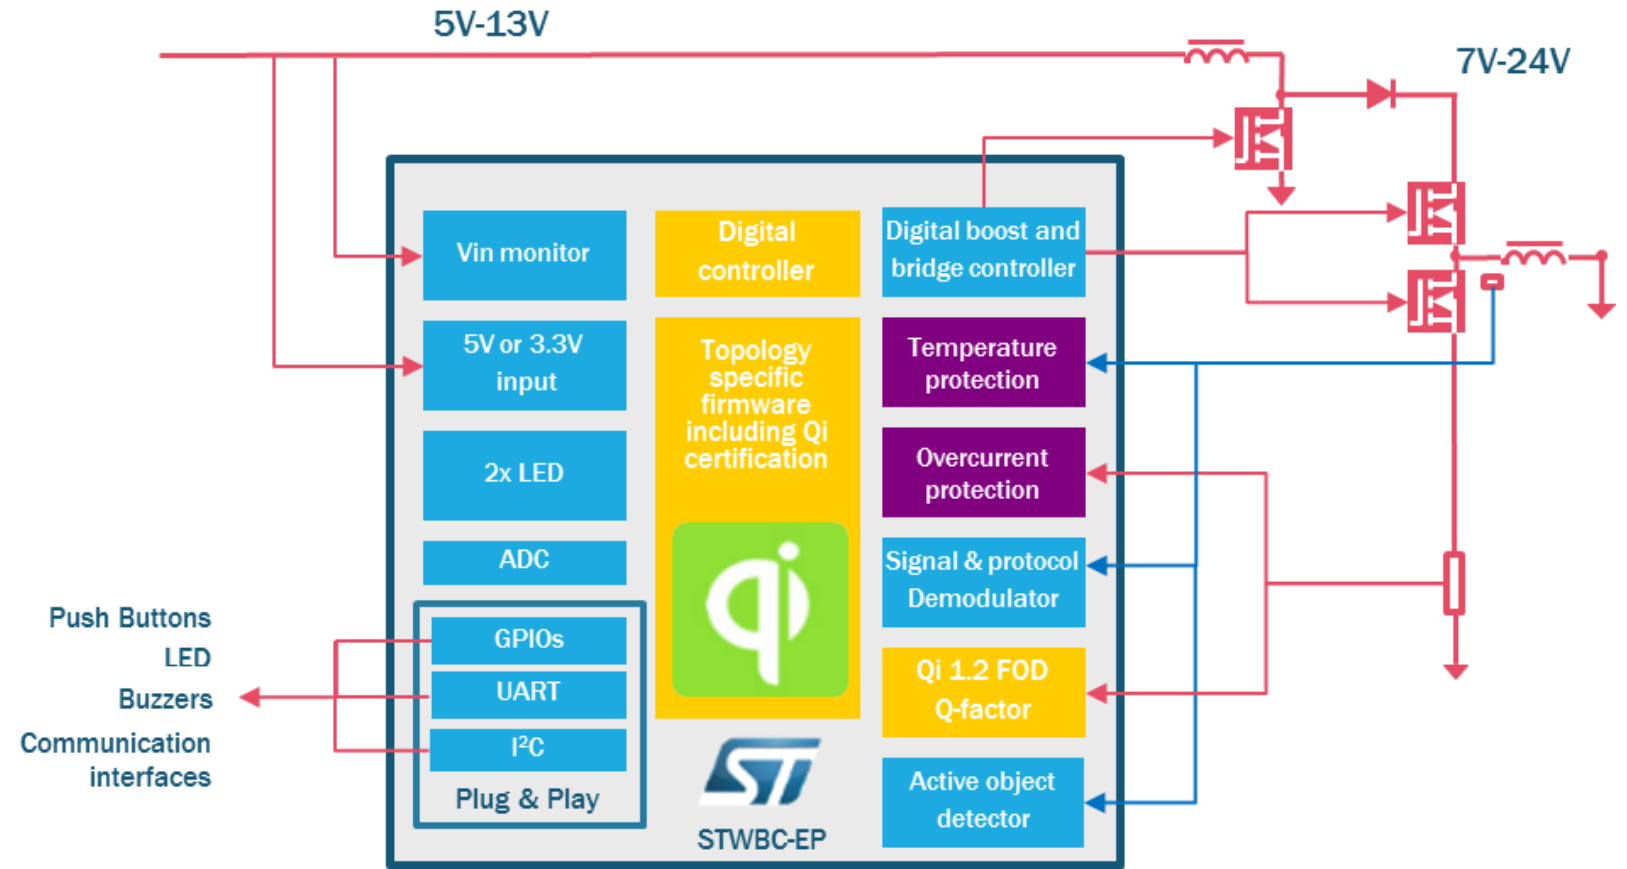 5V-13V
7V-24V
Vin monitor
5V or 3.3V
input
2x LED
ADC
GPIOs
UART
I²C
Plug & Play
Push Buttons
LED
Buzzers
Communication
interfaces
Digital
controller
Topology
specific
firmware
including Qi
certification
qi
ST
STWBC-EP
Digital boost and
bridge controller
Temperature
protection
Overcurrent
protection
Signal & protocol
Demodulator
Qi 1.2 FOD
Q-factor
Active object
detector